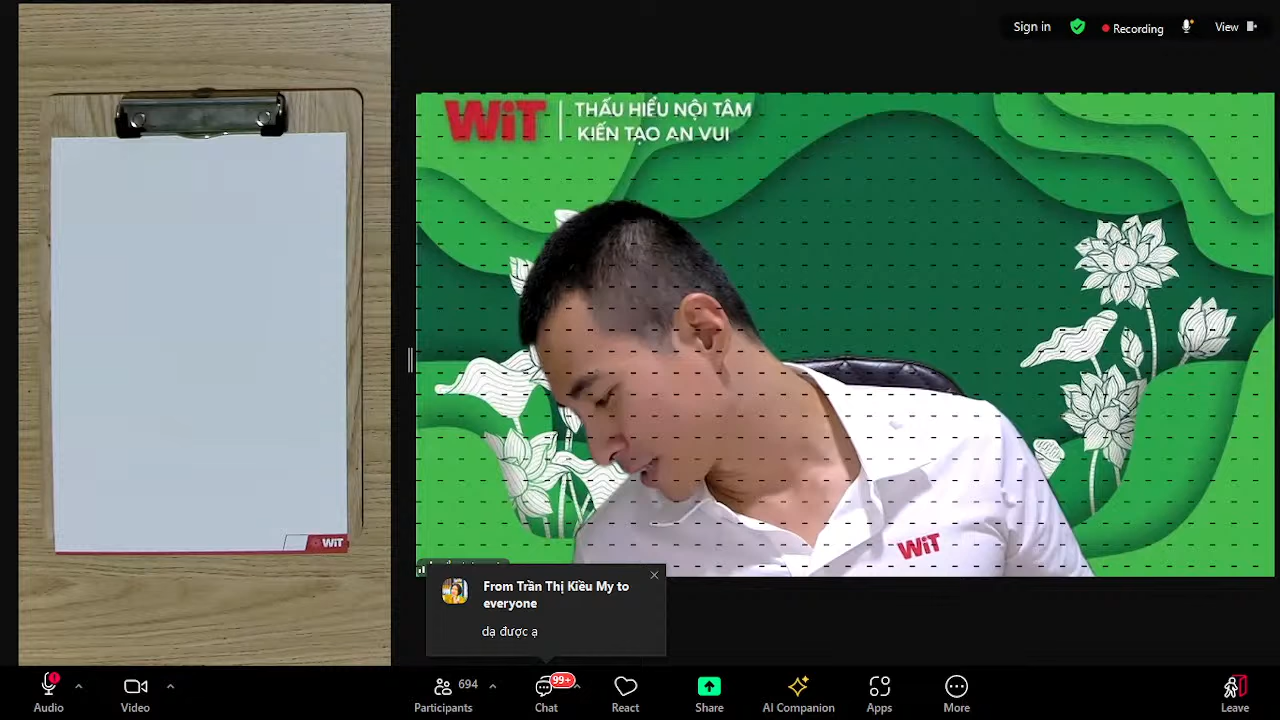 Sign in
Recording
View
WiT
THẤU HIỂU NỘI TÂM
KIẾN TẠO AN VUI
WiT
WiT
From Trần Thị Kiều My to
everyone
dạ được ạ
Audio
Video
694
Participants
99+
Chat
React
Share
AI Companion
Apps
More
Leave